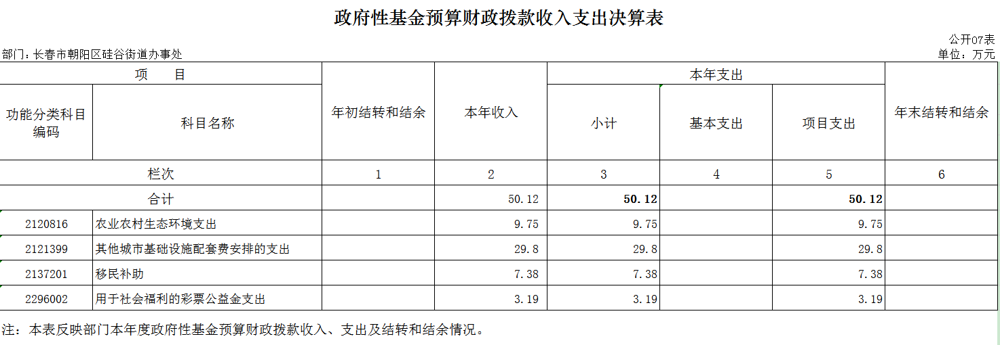 政府性基金预算财政拨款收入支出决算表
公开07表
部门：长春市朝阳区硅谷街道办事处 单位：万元
项 目 年初结转和结余 本年收入 本年支出 年末结转和结余
功能分类科目编码 科目名称 小计 基本支出 项目支出
栏次 1 2 3 4 5 6
合计 50.12 50.12 50.12
2120816 农业农村生态环境支出 9.75 9.75 9.75
2121399 其他城市基础设施配套费安排的支出 29.8 29.8 29.8
2137201 移民补助 7.38 7.38 7.38
2296002 用于社会福利的彩票公益金支出 3.19 3.19 3.19
注：本表反映部门本年度政府性基金预算财政拨款收入、支出及结转和结余情况。